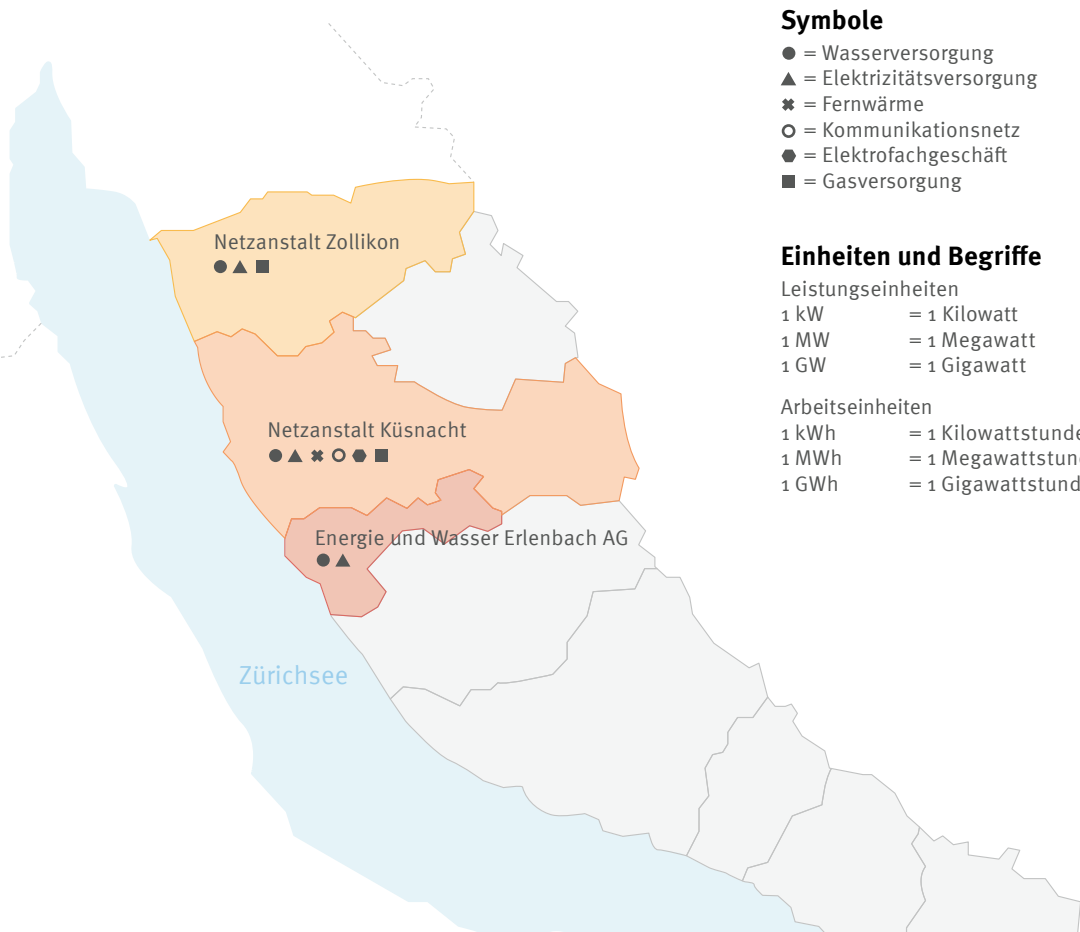 Symbole
= Wasserversorgung
= Elektrizitätsversorgung
= Fernwärme
= Kommunikationsnetz
= Elektrofachgeschäft
= Gasversorgung
Einheiten und Begriffe
Leistungseinheiten
1 kW = 1 Kilowatt
1 MW = 1 Megawatt
1 GW = 1 Gigawatt
Arbeitseinheiten
1 kWh = 1 Kilowattstunde
1 MWh = 1 Megawattstun
1 GWh = 1 Gigawattstund
Netzanstalt Zollikon
Netzanstalt Küsnacht
Energie und Wasser Erlenbach AG
Zürichsee